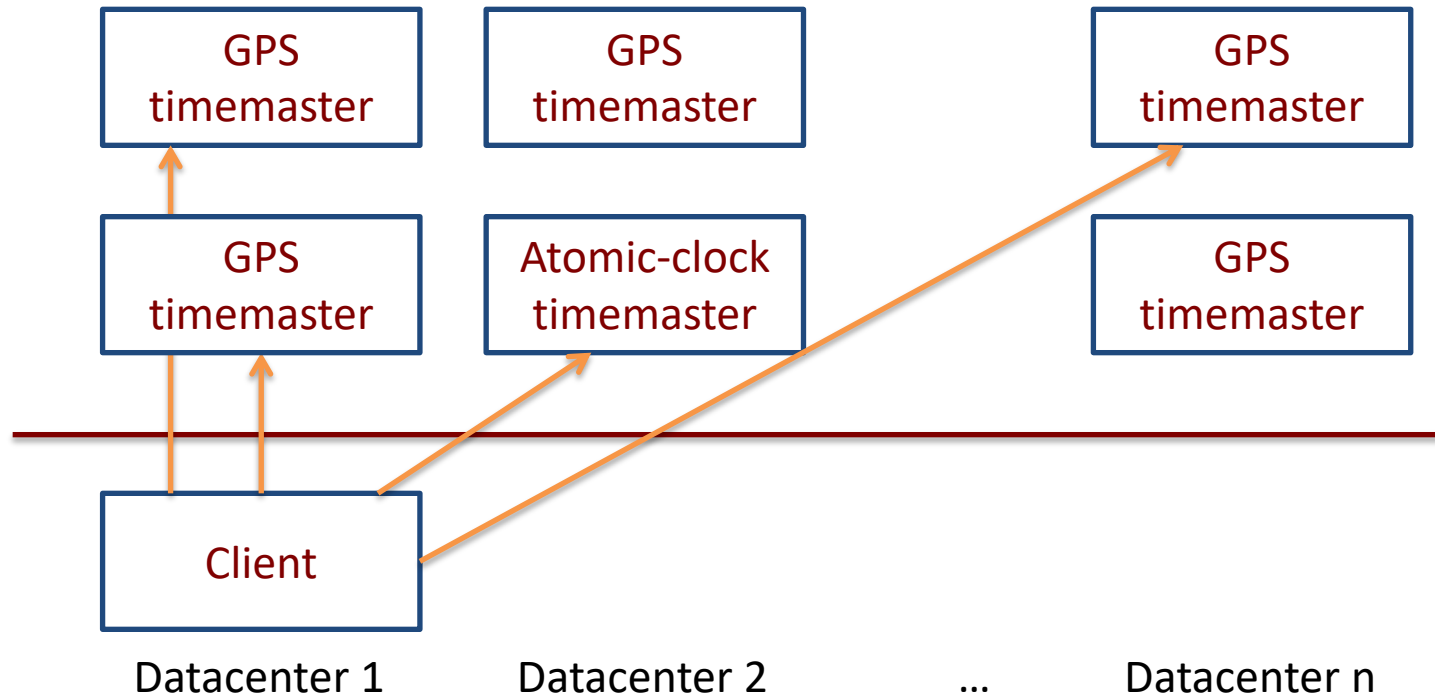 GPS
timemaster
GPS
timemaster
GPS
timemaster
GPS
timemaster
Atomic-clock
timemaster
GPS
timemaster
Client
Datacenter 1
Datacenter 2
...
Datacenter n